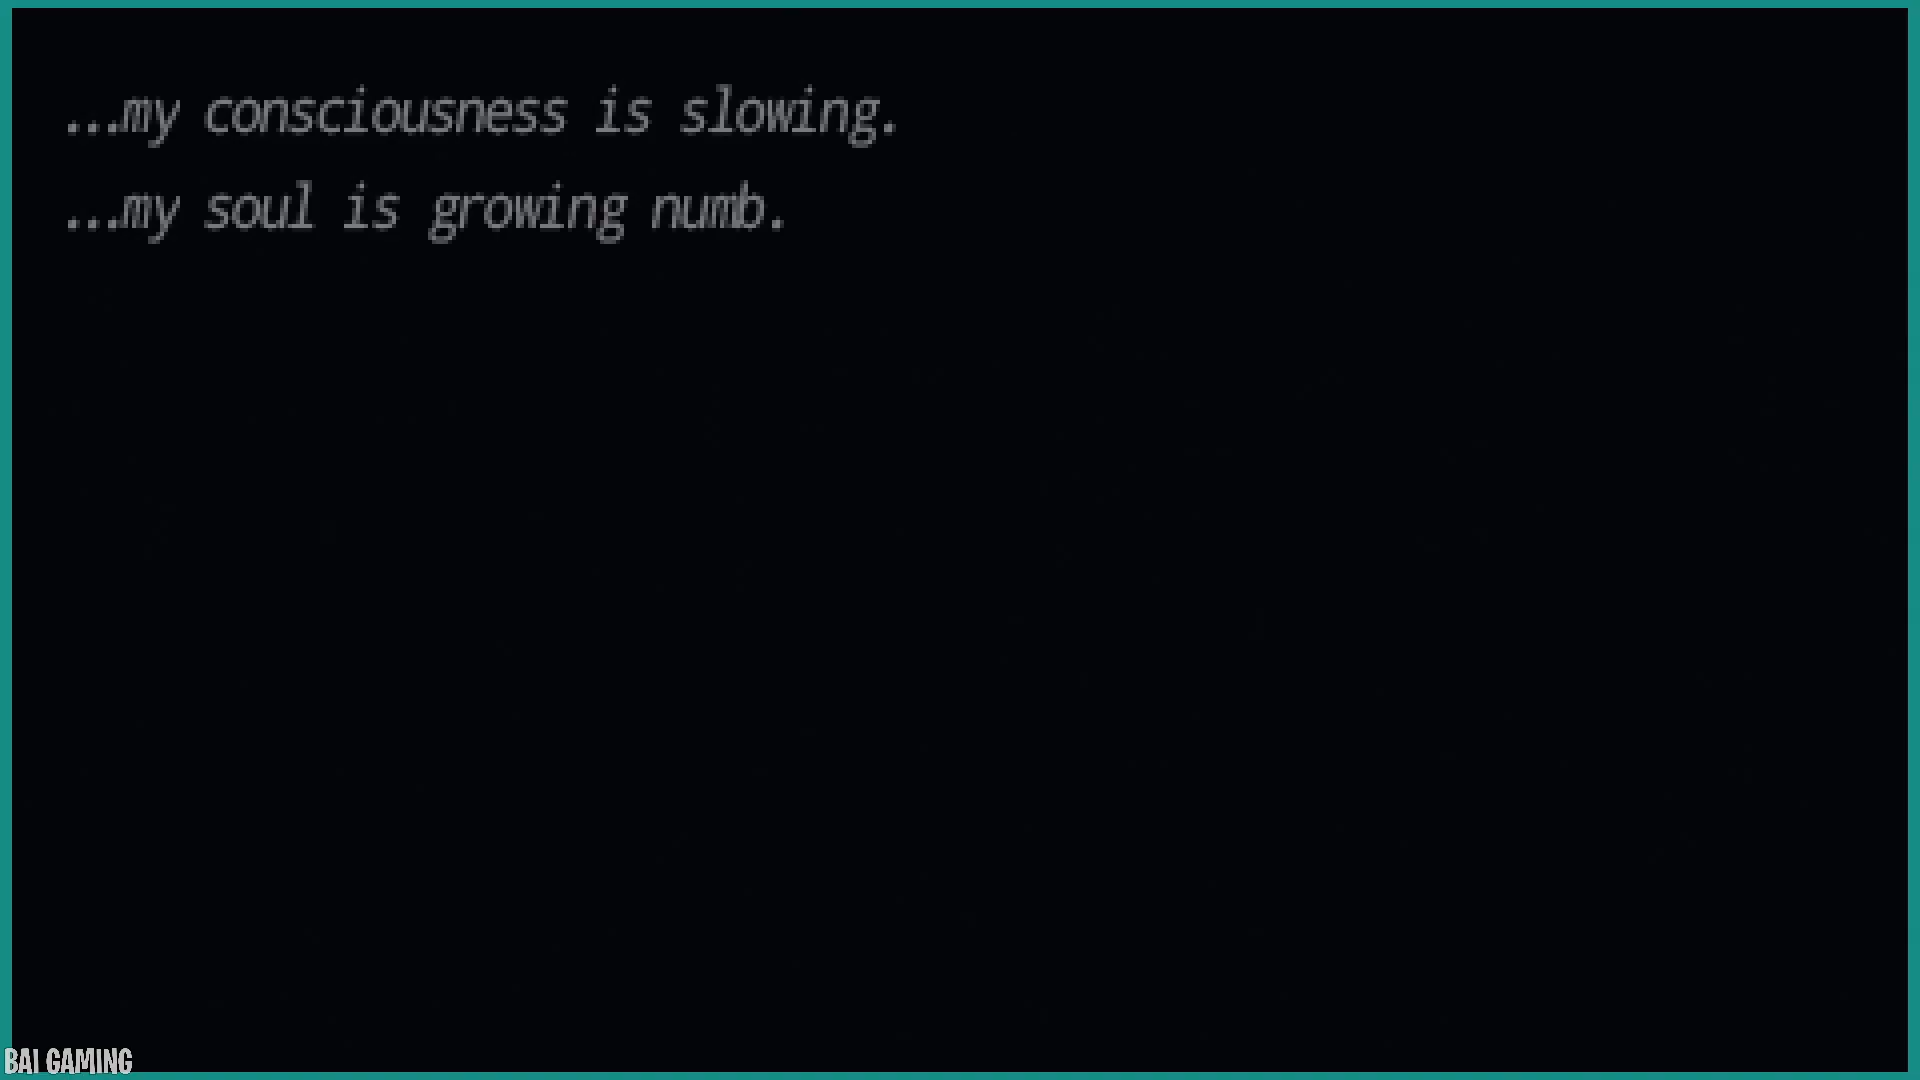 ...my consciousness is slowing.
...my soul is growing numb.
BAI GAMING